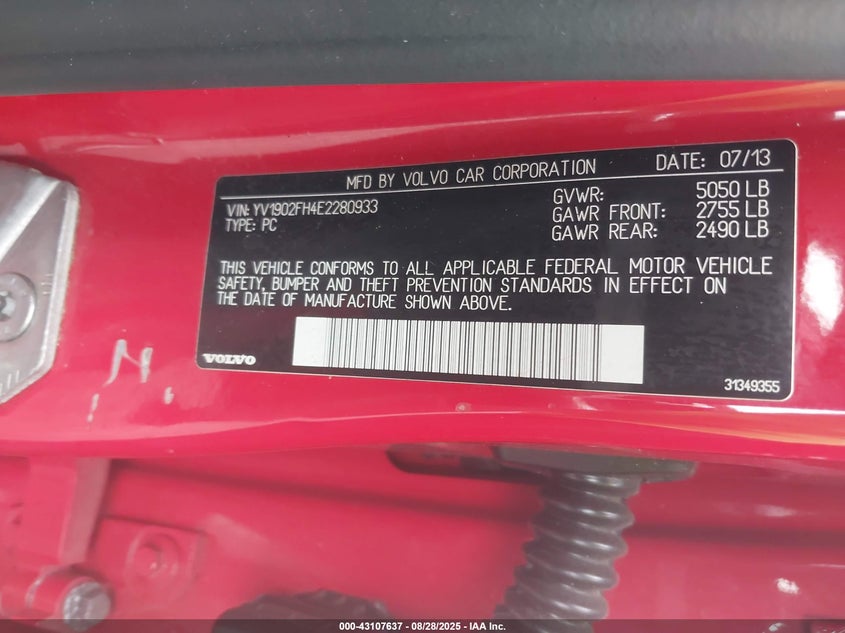 MFD BY VOLVO CAR CORPORATION DATE: 07/13
VIN: YV1902FH4E2280933
TYPE: PC
GVWR: 5050 LB
GAWR FRONT: 2755 LB
GAWR REAR: 2490 LB
THIS VEHICLE CONFORMS TO ALL APPLICABLE FEDERAL MOTOR VEHICLE
SAFETY, BUMPER AND THEFT PREVENTION STANDARDS IN EFFECT ON
THE DATE OF MANUFACTURE SHOWN ABOVE.
VOLVO
31349355
000-43107637 - 08/28/2025 - IAA Inc.